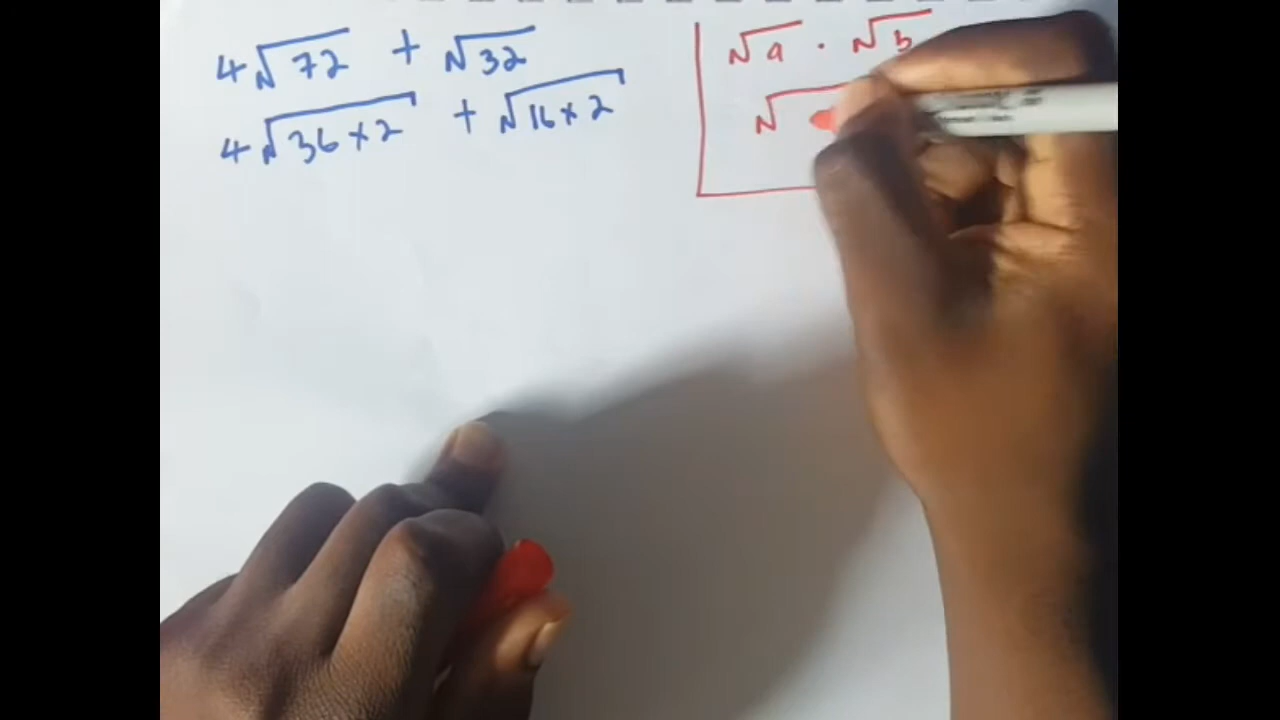 4√72 + √32
4√36×2 + √16×2
√a · √b
√